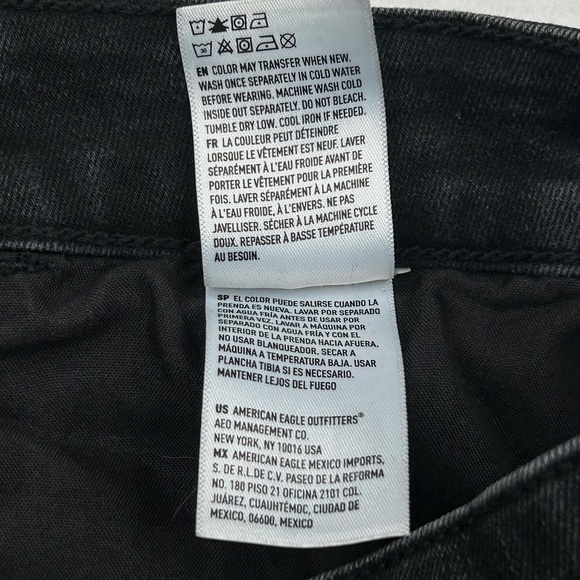 EN COLOR MAY TRANSFER WHEN NEW.
WASH ONCE SEPARATELY IN COLD WATER
BEFORE WEARING. MACHINE WASH COLD
INSIDE OUT SEPARATELY. DO NOT BLEACH.
TUMBLE DRY LOW. COOL IRON IF NEEDED.
FR LA COULEUR PEUT DÉTEINDRE
LORSQUE LE VÊTEMENT EST NEUF. LAVER
SÉPARÉMENT À L'EAU FROIDE AVANT DE
PORTER LE VÊTEMENT POUR LA PREMIÈRE
FOIS. LAVER SÉPARÉMENT À LA MACHINE
À L'EAU FROIDE, À L'ENVERS. NE PAS
JAVELLISER. SÉCHER À LA MACHINE CYCLE
DOUX. REPASSER À BASSE TEMPÉRATURE
AU BESOIN.
SP EL COLOR PUEDE SALIRSE CUANDO LA
PRENDA ES NUEVA. LAVAR POR SEPARADO
CON AGUA FRÍA ANTES DE USAR POR
PRIMERA VEZ. LAVAR A MÁQUINA POR
SEPARADO CON AGUA FRÍA Y CON EL
INTERIOR DE LA PRENDA HACIA AFUERA.
NO USAR BLANQUEADOR. SECAR A
MÁQUINA A TEMPERATURA BAJA. USAR
PLANCHA TIBIA SI ES NECESARIO.
MANTENER LEJOS DEL FUEGO
US AMERICAN EAGLE OUTFITTERS®
AEO MANAGEMENT CO.
NEW YORK, NY 10016 USA
MX AMERICAN EAGLE MEXICO IMPORTS,
S. DE R.L.DE C.V. PASEO DE LA REFORMA
NO. 180 PISO 21 OFICINA 2101 COL.
JUÁREZ, CUAUHTÉMOC, CIUDAD DE
MEXICO, 06600, MEXICO